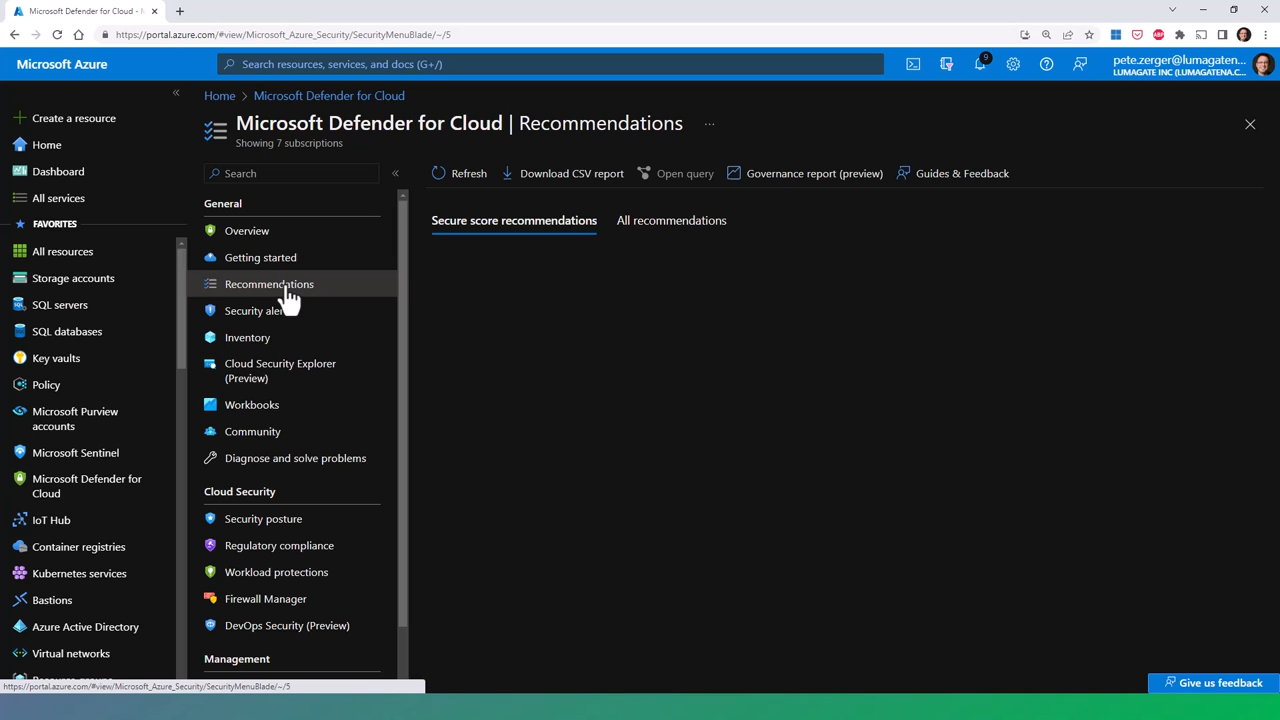 Microsoft Defender for Cloud -
https://portal.azure.com/#view/Microsoft_Azure_Security/SecurityMenuBlade/~/5
ABP
Microsoft Azure
Search resources, services, and docs (G+/)
9
pete.zerger@lumagaten...
LUMAGATE INC (LUMAGATENA.C...
Home > Microsoft Defender for Cloud
Create a resource
Home
Dashboard
All services
FAVORITES
All resources
Storage accounts
SQL servers
SQL databases
Key vaults
Policy
Microsoft Purview
accounts
Microsoft Sentinel
Microsoft Defender for
Cloud
IoT Hub
Container registries
Kubernetes services
Bastions
Azure Active Directory
Virtual networks
Microsoft Defender for Cloud | Recommendations ...
Showing 7 subscriptions
Search
General
Overview
Getting started
Recommendations
Security
Inventory
Cloud Security Explorer
(Preview)
Workbooks
Community
Diagnose and solve problems
Cloud Security
Security posture
Regulatory compliance
Workload protections
Firewall Manager
DevOps Security (Preview)
Management
Refresh
Download CSV report
Open query
Governance report (preview)
Guides & Feedback
Secure score recommendations
All recommendations
https://portal.azure.com/#view/Microsoft_Azure_Security/SecurityMenuBlade/~/5
Give us feedback